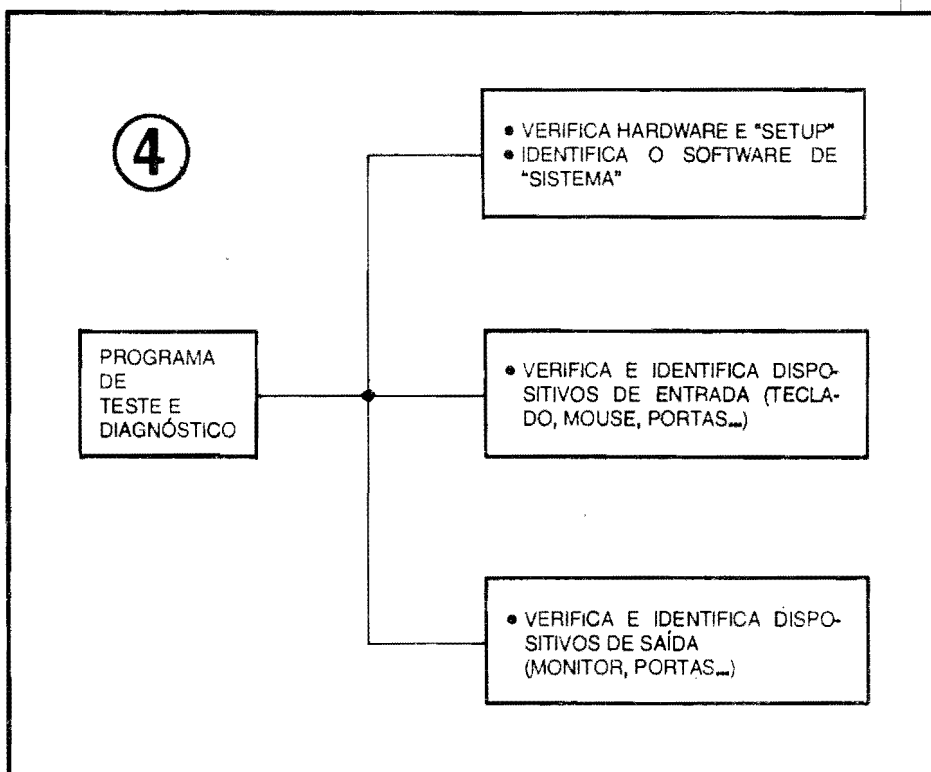 4
• VERIFICA HARDWARE E "SETUP"
• IDENTIFICA O SOFTWARE DE
"SISTEMA"
PROGRAMA
DE
TESTE E
DIAGNÓSTICO
• VERIFICA E IDENTIFICA DISPO-
SITIVOS DE ENTRADA (TECLA-
DO, MOUSE, PORTAS...)
• VERIFICA E IDENTIFICA DISPO-
SITIVOS DE SAÍDA
(MONITOR, PORTAS...)